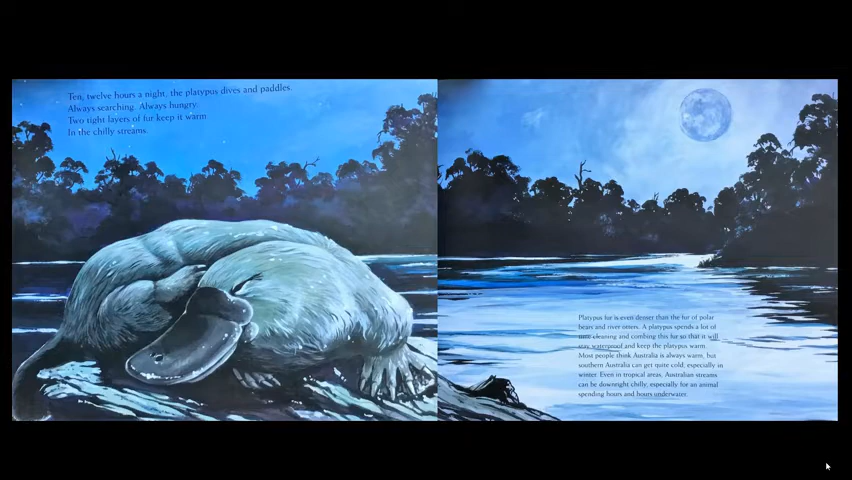 Ten, twelve hours a night, the platypus dives and paddles.
Always searching. Always hungry.
Two tight layers of fur keep it warm
In the chilly streams.
Platypus fur is even denser than the fur of polar
bears and river otters. A platypus spends a lot of
time cleaning and combing this fur so that it will
stay waterproof and keep the platypus warm.
Most people think Australia is always warm, but
southern Australia can get quite cold, especially in
winter. Even in tropical areas, Australian streams
can be downright chilly, especially for an animal
spending hours and hours underwater.